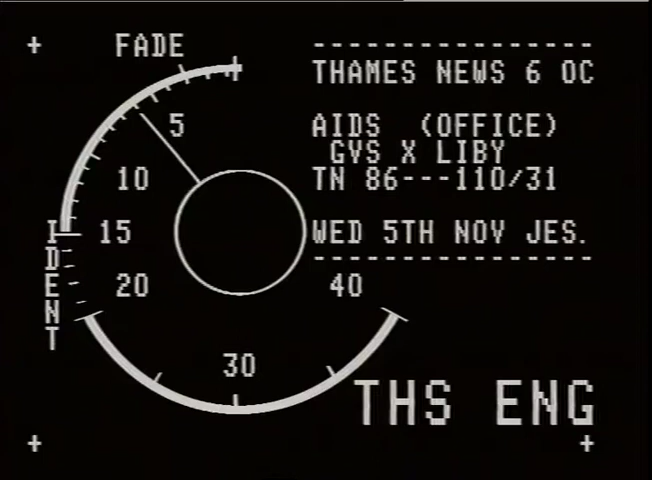 FADE
----------------
THAMES NEWS 6 OC
AIDS (OFFICE)
GVS X LIBY
TN 86---110/31
WED 5TH NOV JES.
----------------
5
10
15
20
30
40
IDENT
THS ENG